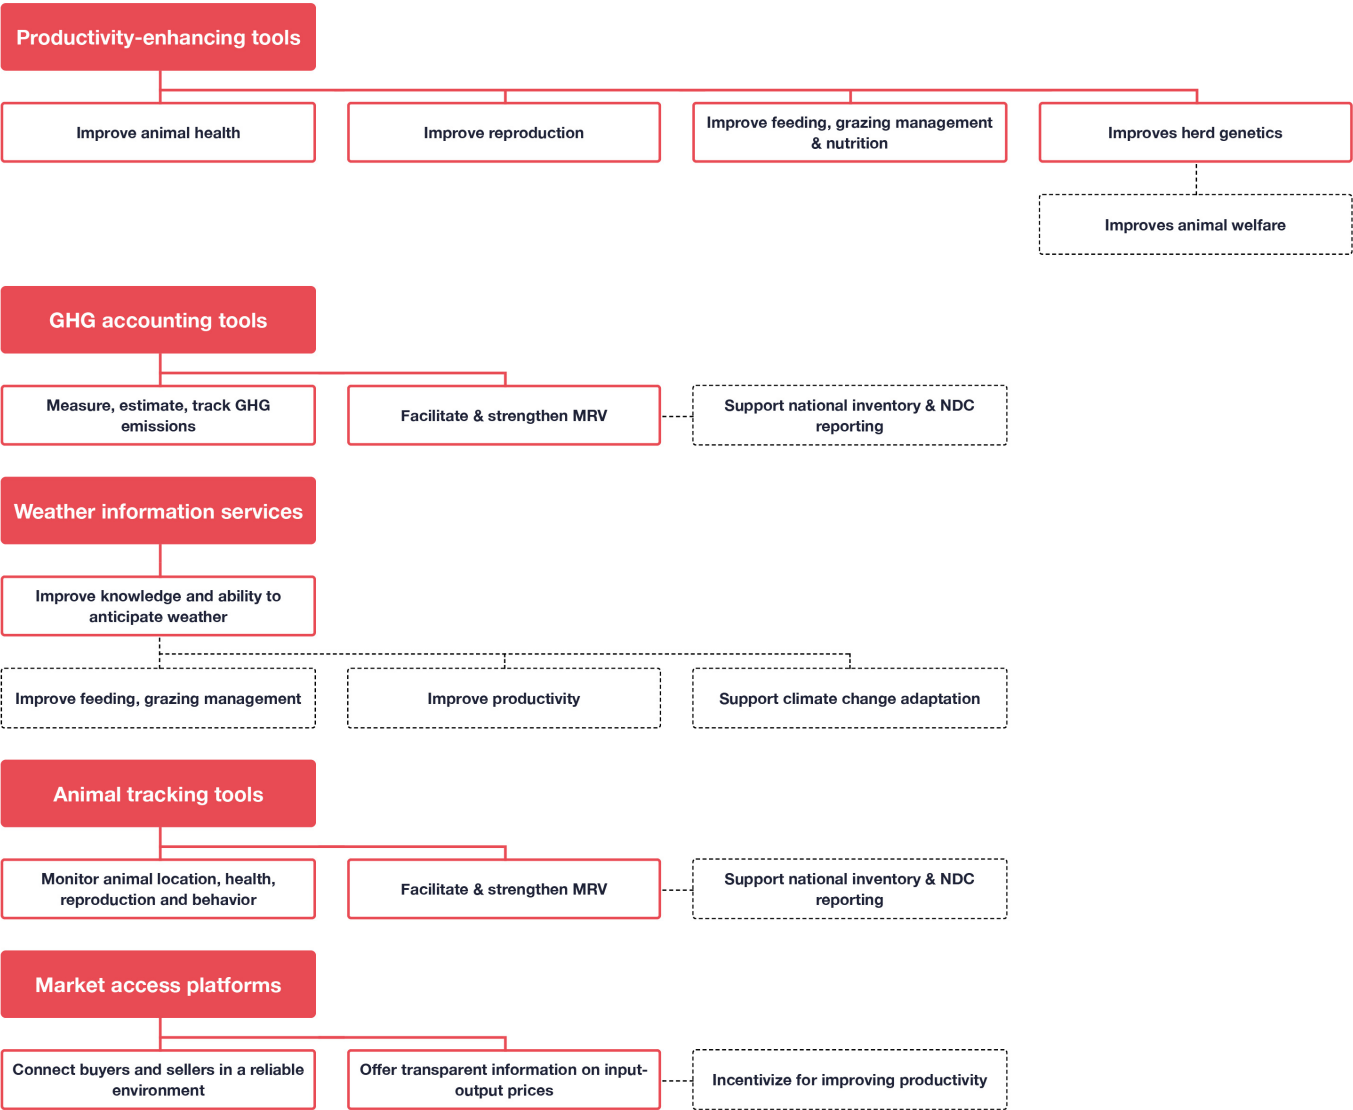 Productivity-enhancing tools
Improve animal health
Improve reproduction
Improve feeding, grazing management
& nutrition
Improves herd genetics
Improves animal welfare
GHG accounting tools
Measure, estimate, track GHG
emissions
Facilitate & strengthen MRV
Support national inventory & NDC
reporting
Weather information services
Improve knowledge and ability to
anticipate weather
Improve feeding, grazing management
Improve productivity
Support climate change adaptation
Animal tracking tools
Monitor animal location, health,
reproduction and behavior
Facilitate & strengthen MRV
Support national inventory & NDC
reporting
Market access platforms
Connect buyers and sellers in a reliable
environment
Offer transparent information on input-
output prices
Incentivize for improving productivity